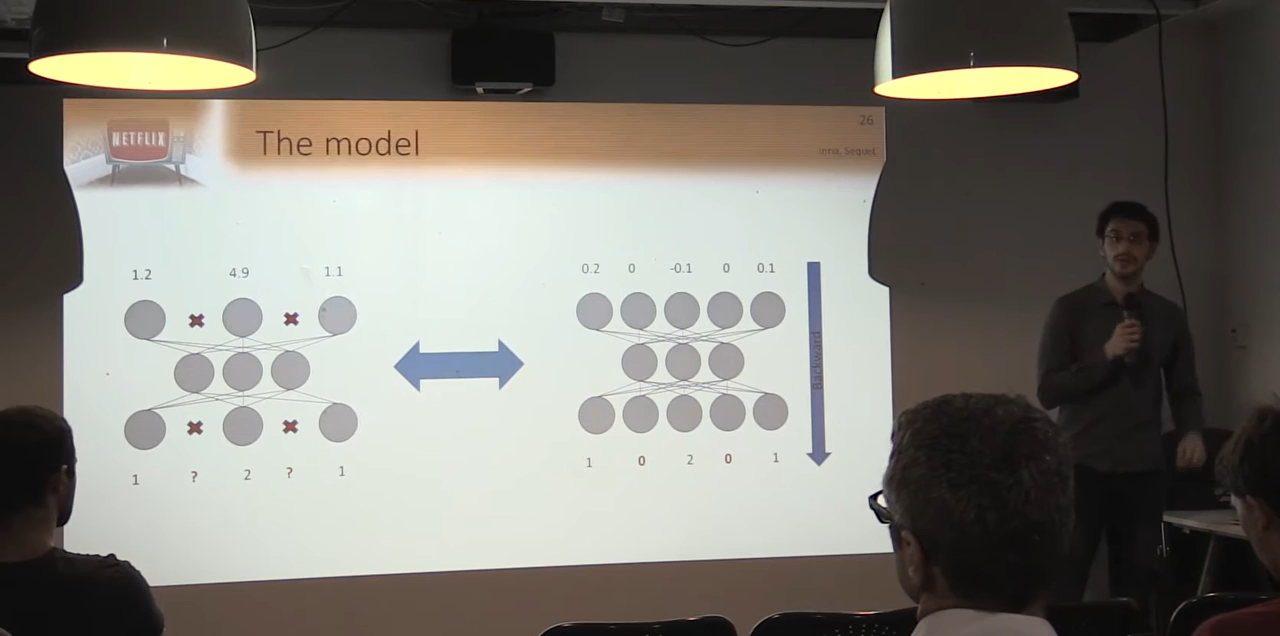 NETFLIX
The model
26
Inria, SequeL
1.2 4.9 1.1
1 ? 2 ? 1
0.2 0 -0.1 0 0.1
1 0 2 0 1
Backward